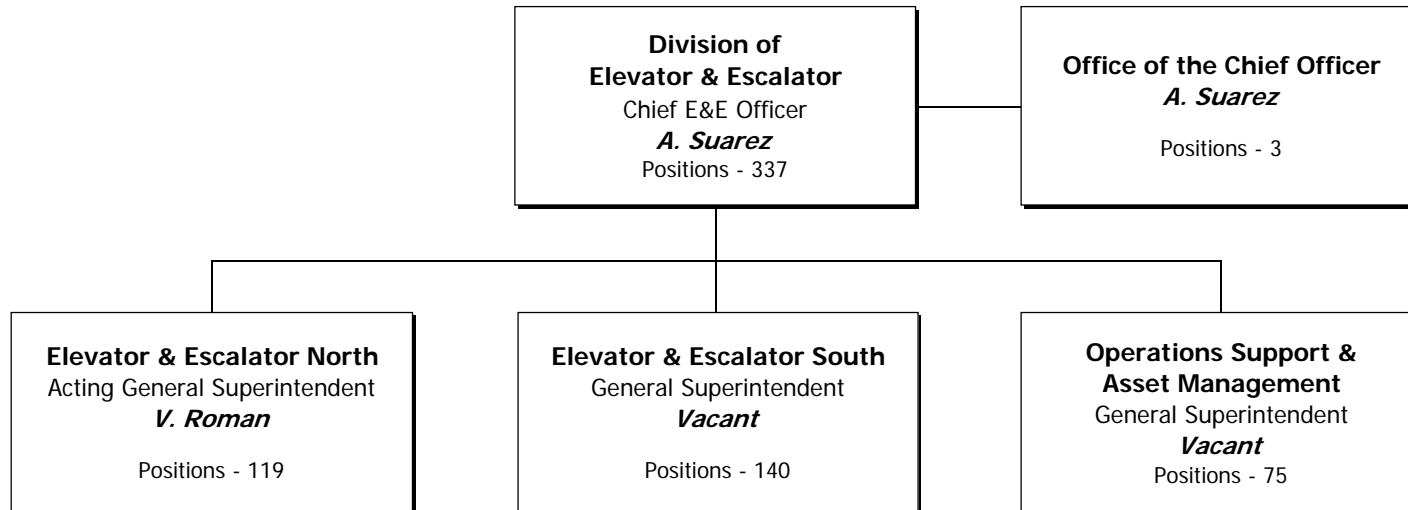 Division of
Elevator & Escalator
Chief E&E Officer
A. Suarez
Positions - 337
Office of the Chief Officer
A. Suarez
Positions - 3
Elevator & Escalator North
Acting General Superintendent
V. Roman
Positions - 119
Elevator & Escalator South
General Superintendent
Vacant
Positions - 140
Operations Support &
Asset Management
General Superintendent
Vacant
Positions - 75